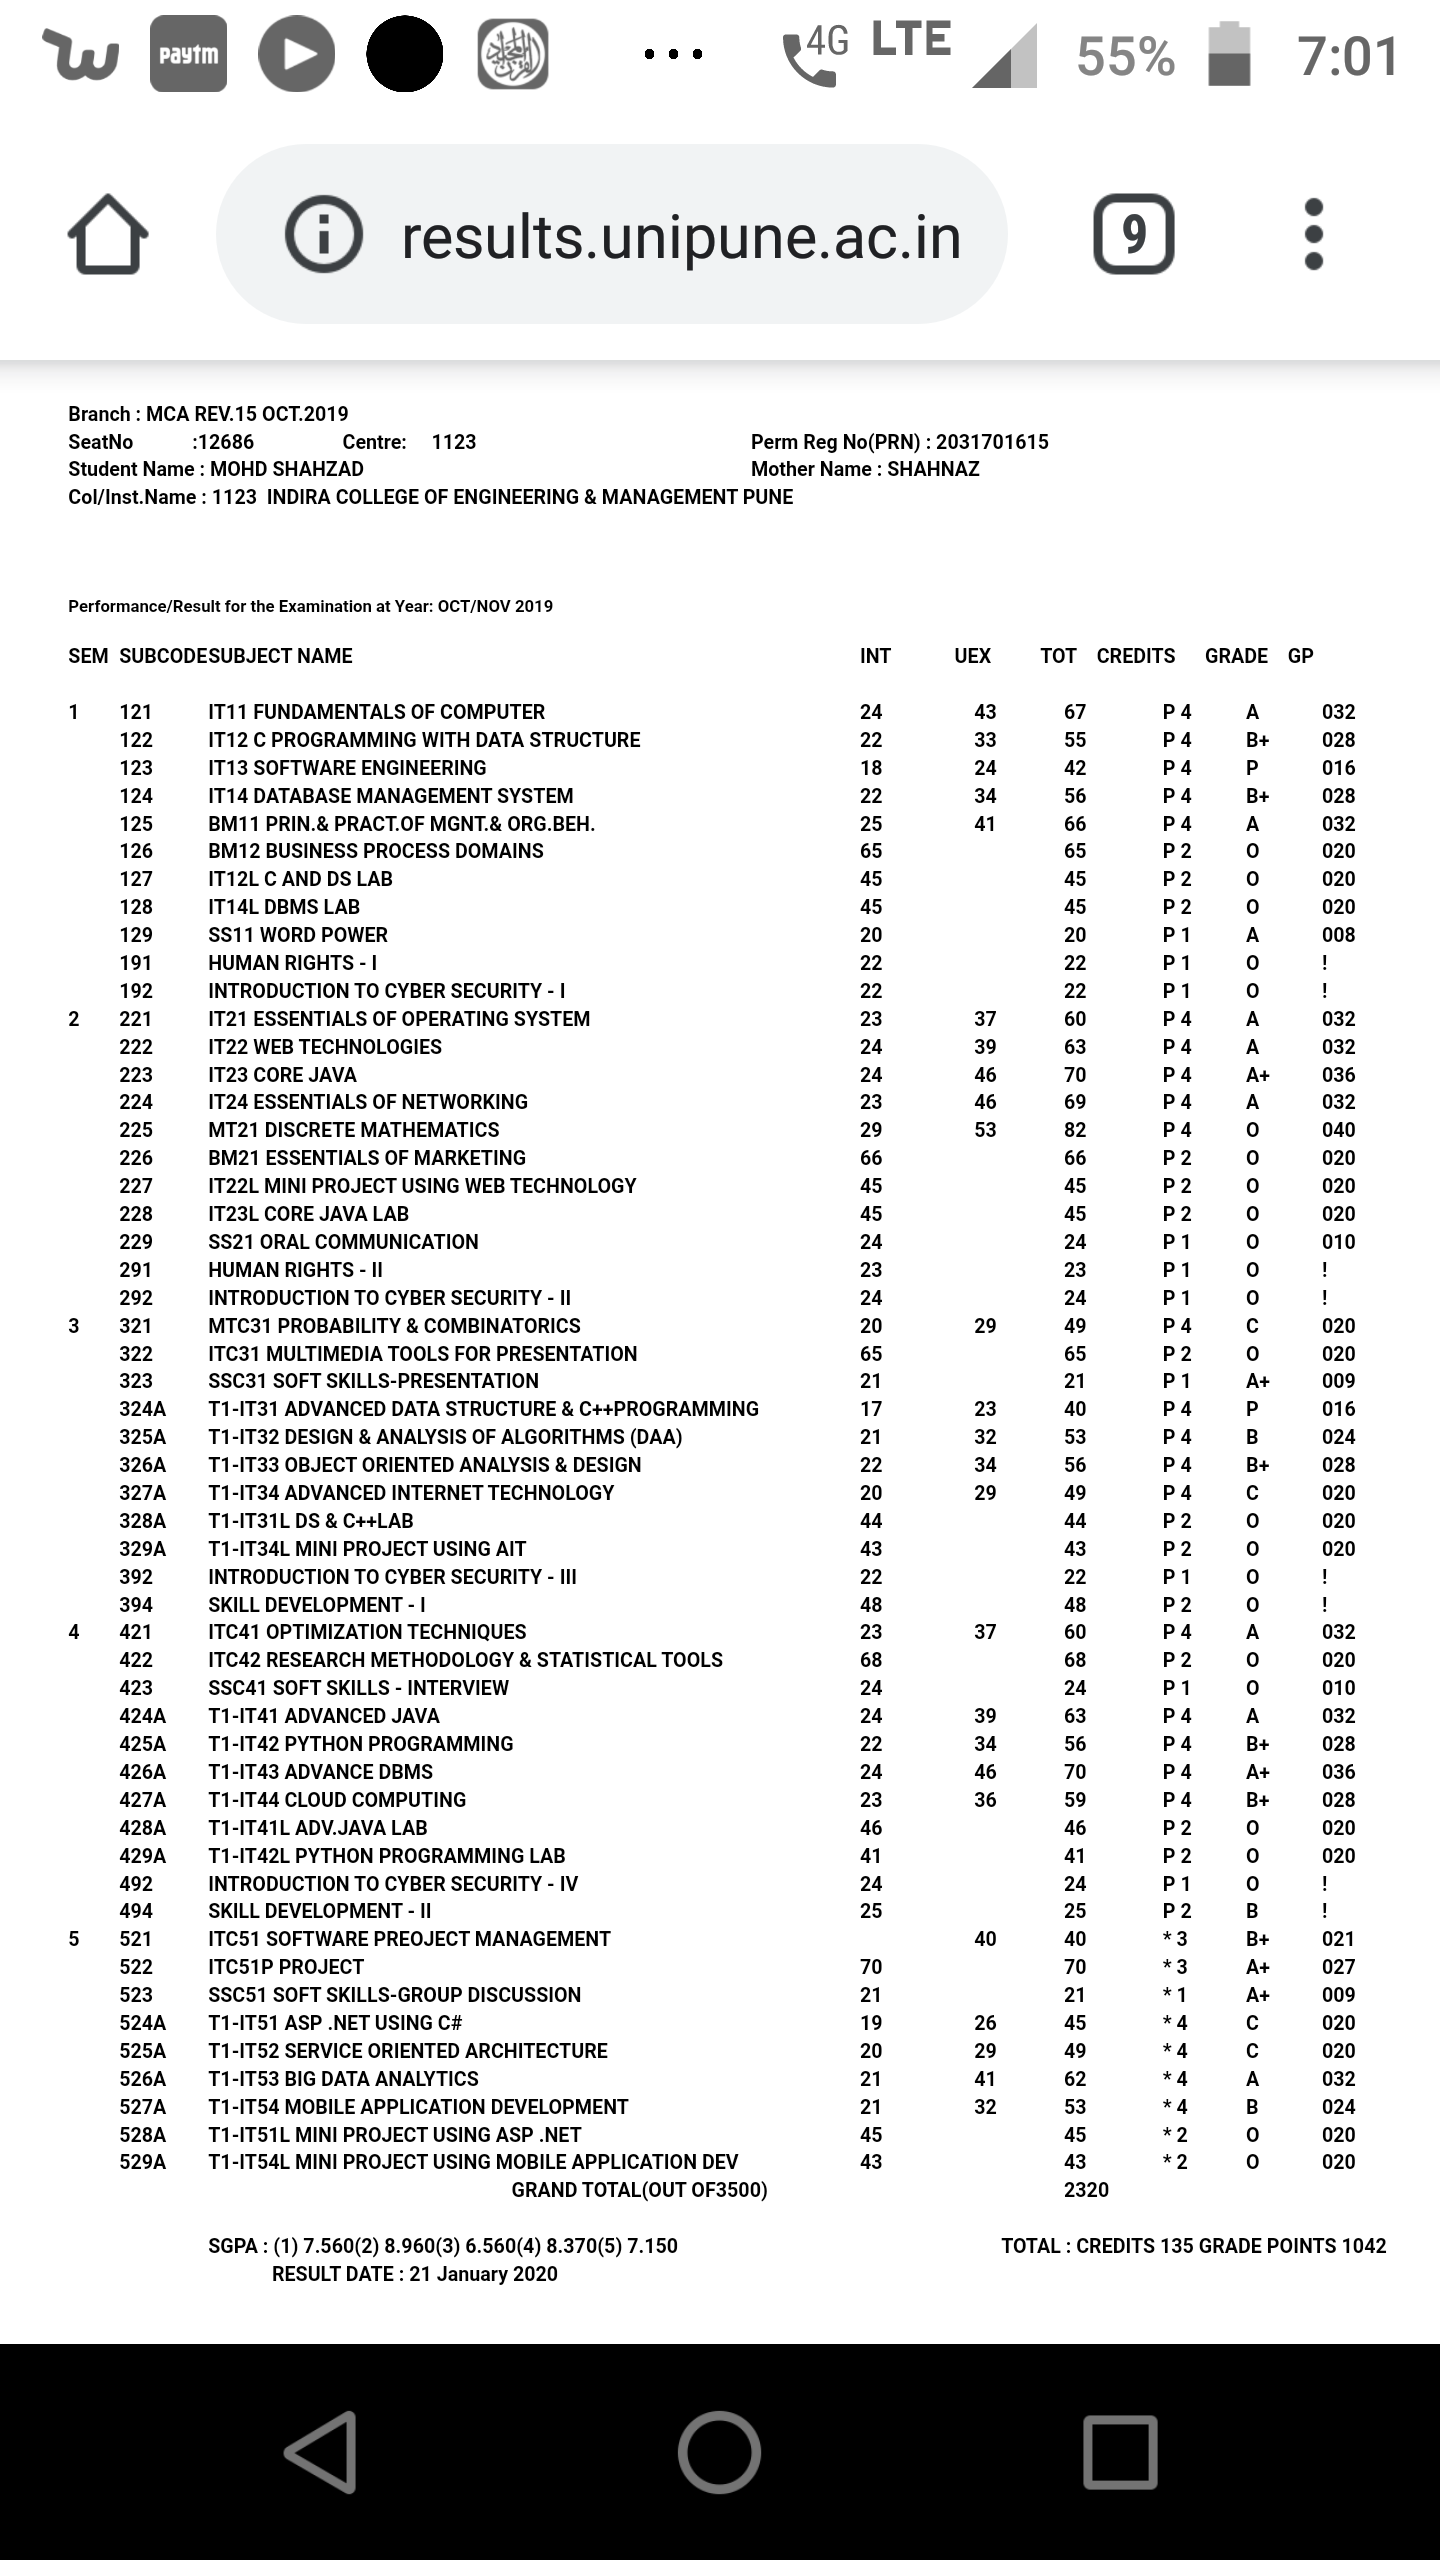 paytm 4G LTE 55% 7:01
results.unipune.ac.in 9
Branch : MCA REV.15 OCT.2019
SeatNo :12686 Centre: 1123 Perm Reg No(PRN) : 2031701615
Student Name : MOHD SHAHZAD Mother Name : SHAHNAZ
Col/Inst.Name : 1123 INDIRA COLLEGE OF ENGINEERING & MANAGEMENT PUNE
Performance/Result for the Examination at Year: OCT/NOV 2019
SEM SUBCODESUBJECT NAME INT UEX TOT CREDITS GRADE GP
1 121 IT11 FUNDAMENTALS OF COMPUTER 24 43 67 P 4 A 032
122 IT12 C PROGRAMMING WITH DATA STRUCTURE 22 33 55 P 4 B+ 028
123 IT13 SOFTWARE ENGINEERING 18 24 42 P 4 P 016
124 IT14 DATABASE MANAGEMENT SYSTEM 22 34 56 P 4 B+ 028
125 BM11 PRIN.& PRACT.OF MGNT.& ORG.BEH. 25 41 66 P 4 A 032
126 BM12 BUSINESS PROCESS DOMAINS 65 65 P 2 O 020
127 IT12L C AND DS LAB 45 45 P 2 O 020
128 IT14L DBMS LAB 45 45 P 2 O 020
129 SS11 WORD POWER 20 20 P 1 A 008
191 HUMAN RIGHTS - I 22 22 P 1 O !
192 INTRODUCTION TO CYBER SECURITY - I 22 22 P 1 O !
2 221 IT21 ESSENTIALS OF OPERATING SYSTEM 23 37 60 P 4 A 032
222 IT22 WEB TECHNOLOGIES 24 39 63 P 4 A 032
223 IT23 CORE JAVA 24 46 70 P 4 A+ 036
224 IT24 ESSENTIALS OF NETWORKING 23 46 69 P 4 A 032
225 MT21 DISCRETE MATHEMATICS 29 53 82 P 4 O 040
226 BM21 ESSENTIALS OF MARKETING 66 66 P 2 O 020
227 IT22L MINI PROJECT USING WEB TECHNOLOGY 45 45 P 2 O 020
228 IT23L CORE JAVA LAB 45 45 P 2 O 020
229 SS21 ORAL COMMUNICATION 24 24 P 1 O 010
291 HUMAN RIGHTS - II 23 23 P 1 O !
292 INTRODUCTION TO CYBER SECURITY - II 24 24 P 1 O !
3 321 MTC31 PROBABILITY & COMBINATORICS 20 29 49 P 4 C 020
322 ITC31 MULTIMEDIA TOOLS FOR PRESENTATION 65 65 P 2 O 020
323 SSC31 SOFT SKILLS-PRESENTATION 21 21 P 1 A+ 009
324A T1-IT31 ADVANCED DATA STRUCTURE & C++PROGRAMMING 17 23 40 P 4 P 016
325A T1-IT32 DESIGN & ANALYSIS OF ALGORITHMS (DAA) 21 32 53 P 4 B 024
326A T1-IT33 OBJECT ORIENTED ANALYSIS & DESIGN 22 34 56 P 4 B+ 028
327A T1-IT34 ADVANCED INTERNET TECHNOLOGY 20 29 49 P 4 C 020
328A T1-IT31L DS & C++LAB 44 44 P 2 O 020
329A T1-IT34L MINI PROJECT USING AIT 43 43 P 2 O 020
392 INTRODUCTION TO CYBER SECURITY - III 22 22 P 1 O !
394 SKILL DEVELOPMENT - I 48 48 P 2 O !
4 421 ITC41 OPTIMIZATION TECHNIQUES 23 37 60 P 4 A 032
422 ITC42 RESEARCH METHODOLOGY & STATISTICAL TOOLS 68 68 P 2 O 020
423 SSC41 SOFT SKILLS - INTERVIEW 24 24 P 1 O 010
424A T1-IT41 ADVANCED JAVA 24 39 63 P 4 A 032
425A T1-IT42 PYTHON PROGRAMMING 22 34 56 P 4 B+ 028
426A T1-IT43 ADVANCE DBMS 24 46 70 P 4 A+ 036
427A T1-IT44 CLOUD COMPUTING 23 36 59 P 4 B+ 028
428A T1-IT41L ADV.JAVA LAB 46 46 P 2 O 020
429A T1-IT42L PYTHON PROGRAMMING LAB 41 41 P 2 O 020
492 INTRODUCTION TO CYBER SECURITY - IV 24 24 P 1 O !
494 SKILL DEVELOPMENT - II 25 25 P 2 B !
5 521 ITC51 SOFTWARE PREOJECT MANAGEMENT 40 40 * 3 B+ 021
522 ITC51P PROJECT 70 70 * 3 A+ 027
523 SSC51 SOFT SKILLS-GROUP DISCUSSION 21 21 * 1 A+ 009
524A T1-IT51 ASP .NET USING C# 19 26 45 * 4 C 020
525A T1-IT52 SERVICE ORIENTED ARCHITECTURE 20 29 49 * 4 C 020
526A T1-IT53 BIG DATA ANALYTICS 21 41 62 * 4 A 032
527A T1-IT54 MOBILE APPLICATION DEVELOPMENT 21 32 53 * 4 B 024
528A T1-IT51L MINI PROJECT USING ASP .NET 45 45 * 2 O 020
529A T1-IT54L MINI PROJECT USING MOBILE APPLICATION DEV 43 43 * 2 O 020
GRAND TOTAL(OUT OF3500) 2320
SGPA : (1) 7.560(2) 8.960(3) 6.560(4) 8.370(5) 7.150 TOTAL : CREDITS 135 GRADE POINTS 1042
RESULT DATE : 21 January 2020